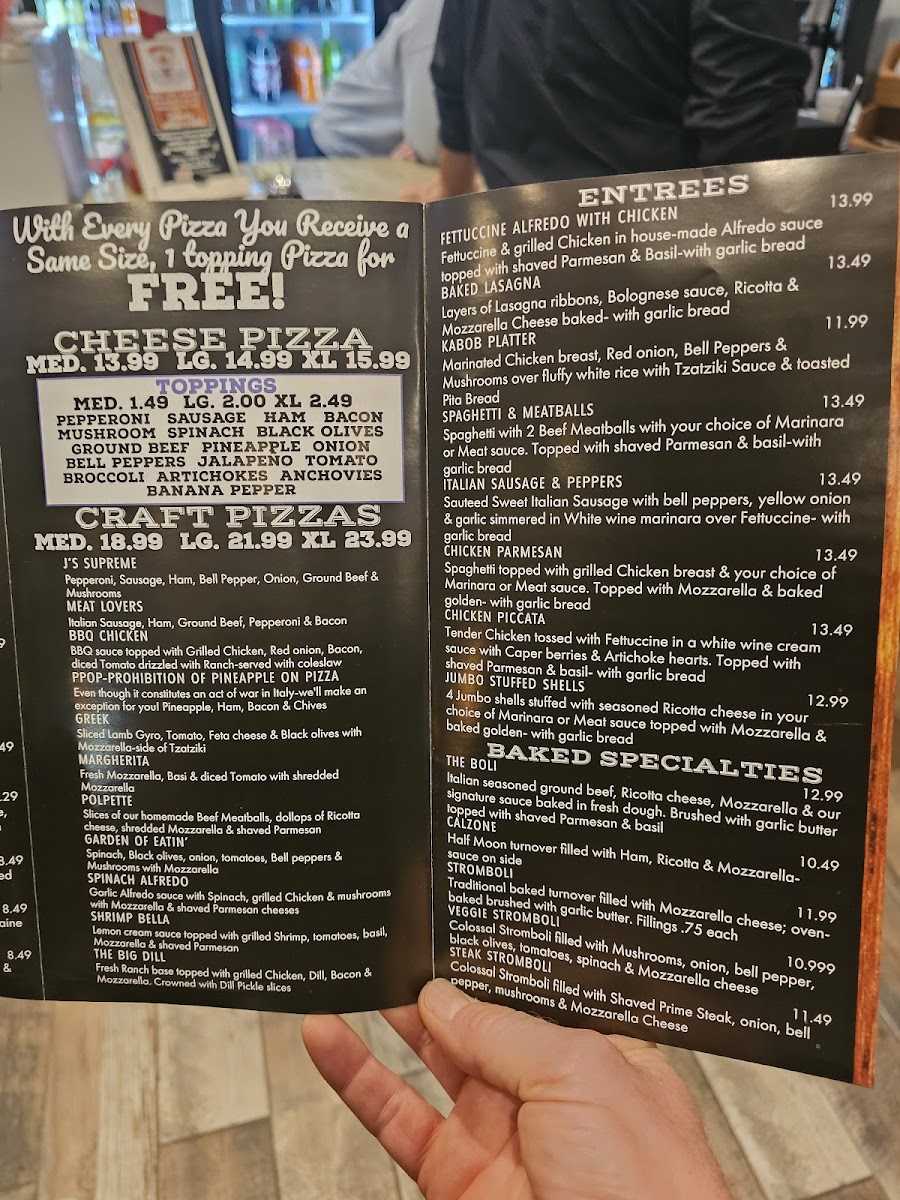 With Every Pizza You Receive a
Same Size, 1 topping Pizza for
FREE!
CHEESE PIZZA
MED. 13.99 LG. 14.99 XL 15.99
TOPPINGS
MED. 1.49 LG. 2.00 XL 2.49
PEPPERONI SAUSAGE HAM BACON
MUSHROOM SPINACH BLACK OLIVES
GROUND BEEF PINEAPPLE ONION
BELL PEPPERS JALAPEÑO TOMATO
BROCCOLI ARTICHOKES ANCHOVIES
BANANA PEPPER
CRAFT PIZZAS
MED. 18.99 LG. 21.99 XL 23.99
J'S SUPREME
Pepperoni, Sausage, Ham, Bell Pepper, Onion, Ground Beef &
Mushrooms
MEAT LOVERS
Italian Sausage, Ham, Ground Beef, Pepperoni & Bacon
BBQ CHICKEN
BBQ sauce topped with Grilled Chicken, Red onion, Bacon,
diced Tomato drizzled with Ranch-served with coleslaw
PPOP-PROHIBITION OF PINEAPPLE ON PIZZA
Even though it constitutes an act of war in Italy-we'll make an
exception for you! Pineapple, Ham, Bacon & Chives
GREEK
Sliced Lamb Gyro, Tomato, Feta cheese & Black olives with
Mozzarella-side of Tzatziki
MARGHERITA
Fresh Mozzarella, Basi & diced Tomato with shredded
Mozzarella
POLPETTE
Slices of our homemade Beef Meatballs, dollops of Ricotta
cheese, shredded Mozzarella & shaved Parmesan
GARDEN OF EATIN'
Spinach, Black olives, onion, tomatoes, Bell peppers &
Mushrooms with Mozzarella
SPINACH ALFREDO
Garlic Alfredo sauce with Spinach, grilled Chicken & mushrooms
with Mozzarella & shaved Parmesan cheeses
SHRIMP BELLA
Lemon cream sauce topped with grilled Shrimp, tomatoes, basil,
Mozzarella & shaved Parmesan
THE BIG DILL
Fresh Ranch base topped with grilled Chicken, Dill, Bacon &
Mozzarella. Crowned with Dill Pickle slices
ENTREES
FETTUCCINE ALFREDO WITH CHICKEN 13.99
Fettuccine & grilled Chicken in house-made Alfredo sauce
topped with shaved Parmesan & Basil-with garlic bread
BAKED LASAGNA 13.49
Layers of Lasagna ribbons, Bolognese sauce, Ricotta &
Mozzarella Cheese baked- with garlic bread
KABOB PLATTER 11.99
Marinated Chicken breast, Red onion, Bell Peppers &
Mushrooms over fluffy white rice with Tzatziki Sauce & toasted
Pita Bread
SPAGHETTI & MEATBALLS 13.49
Spaghetti with 2 Beef Meatballs with your choice of Marinara
or Meat sauce. Topped with shaved Parmesan & basil-with
garlic bread
ITALIAN SAUSAGE & PEPPERS 13.49
Sauteed Sweet Italian Sausage with bell peppers, yellow onion
& garlic simmered in White wine marinara over Fettuccine- with
garlic bread
CHICKEN PARMESAN 13.49
Spaghetti topped with grilled Chicken breast & your choice of
Marinara or Meat sauce. Topped with Mozzarella & baked
golden- with garlic bread
CHICKEN PICCATA 13.49
Tender Chicken tossed with Fettuccine in a white wine cream
sauce with Caper berries & Artichoke hearts. Topped with
shaved Parmesan & basil- with garlic bread
JUMBO STUFFED SHELLS 12.99
4 Jumbo shells stuffed with seasoned Ricotta cheese in your
choice of Marinara or Meat sauce topped with Mozzarella &
baked golden- with garlic bread
BAKED SPECIALTIES
THE BOLI 12.99
Italian seasoned ground beef, Ricotta cheese, Mozzarella & our
signature sauce baked in fresh dough. Brushed with garlic butter
topped with shaved Parmesan & basil
CALZONE 10.49
Half Moon turnover filled with Ham, Ricotta & Mozzarella-
sauce on side
STROMBOLI 11.99
Traditional baked turnover filled with Mozzarella cheese; oven-
baked brushed with garlic butter. Fillings .75 each
VEGGIE STROMBOLI 10.999
Colossal Stromboli filled with Mushrooms, onion, bell pepper,
black olives, tomatoes, spinach & Mozzarella cheese
STEAK STROMBOLI 11.49
Colossal Stromboli filled with Shaved Prime Steak, onion, bell
pepper, mushrooms & Mozzarella Cheese
49
.29
8.49
ed
8.49
aine
8.49
&